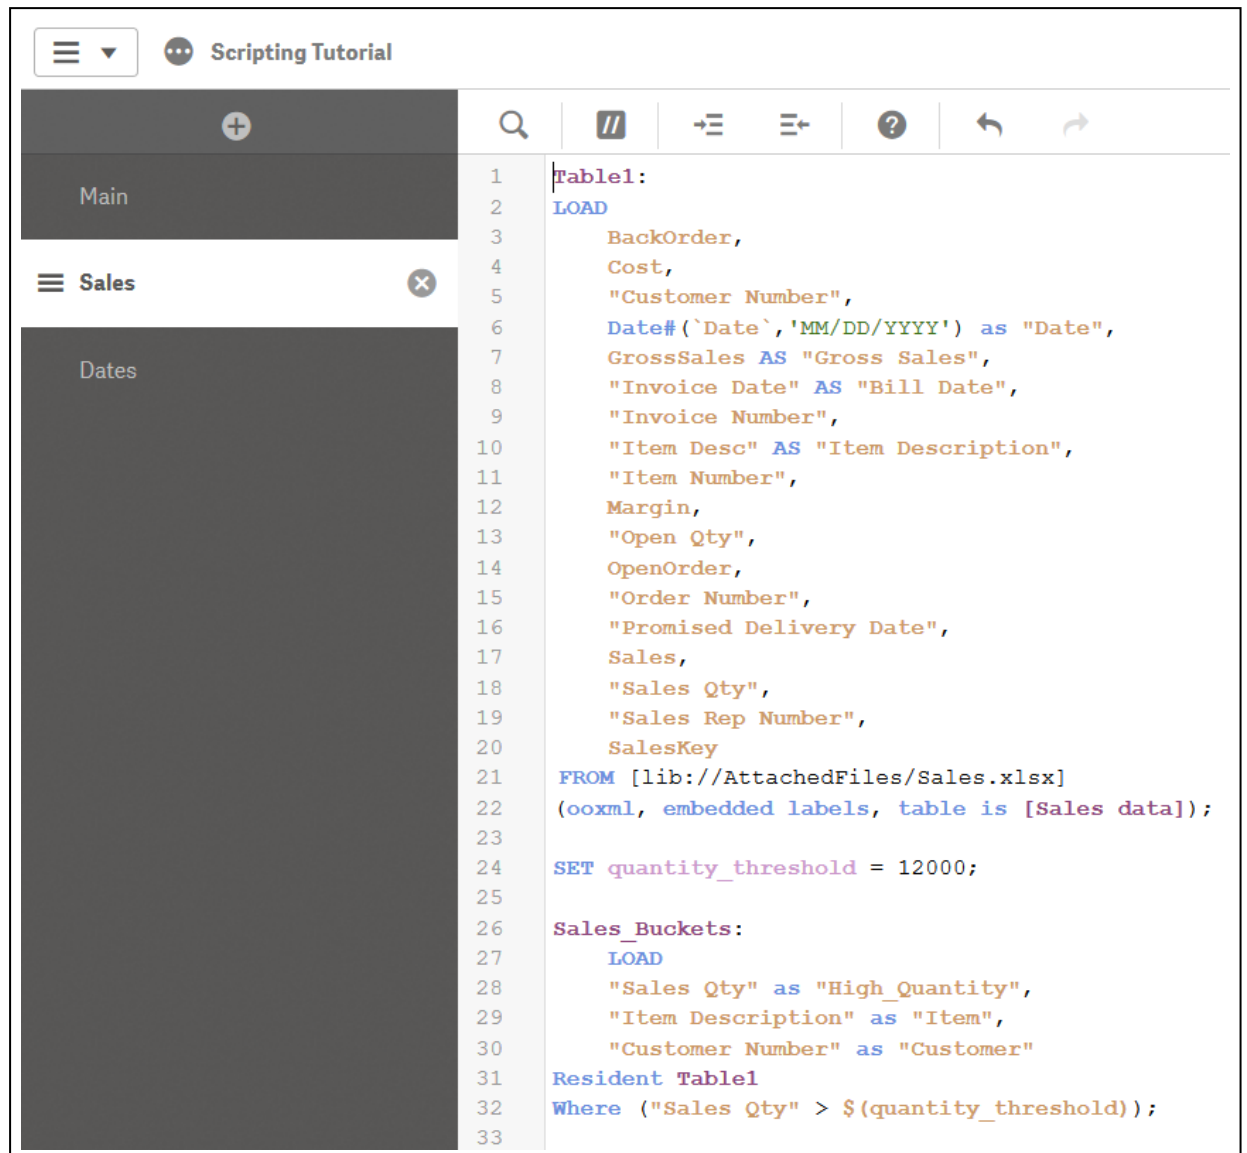 Scripting Tutorial
Main
Sales
Dates
1 Table1:
2 LOAD
3 BackOrder,
4 Cost,
5 "Customer Number",
6 Date#(`Date`,'MM/DD/YYYY') as "Date",
7 GrossSales AS "Gross Sales",
8 "Invoice Date" AS "Bill Date",
9 "Invoice Number",
10 "Item Desc" AS "Item Description",
11 "Item Number",
12 Margin,
13 "Open Qty",
14 OpenOrder,
15 "Order Number",
16 "Promised Delivery Date",
17 Sales,
18 "Sales Qty",
19 "Sales Rep Number",
20 SalesKey
21 FROM [lib://AttachedFiles/Sales.xlsx]
22 (ooxml, embedded labels, table is [Sales data]);
23
24 SET quantity_threshold = 12000;
25
26 Sales_Buckets:
27 LOAD
28 "Sales Qty" as "High_Quantity",
29 "Item Description" as "Item",
30 "Customer Number" as "Customer"
31 Resident Table1
32 Where ("Sales Qty" > $(quantity_threshold));
33